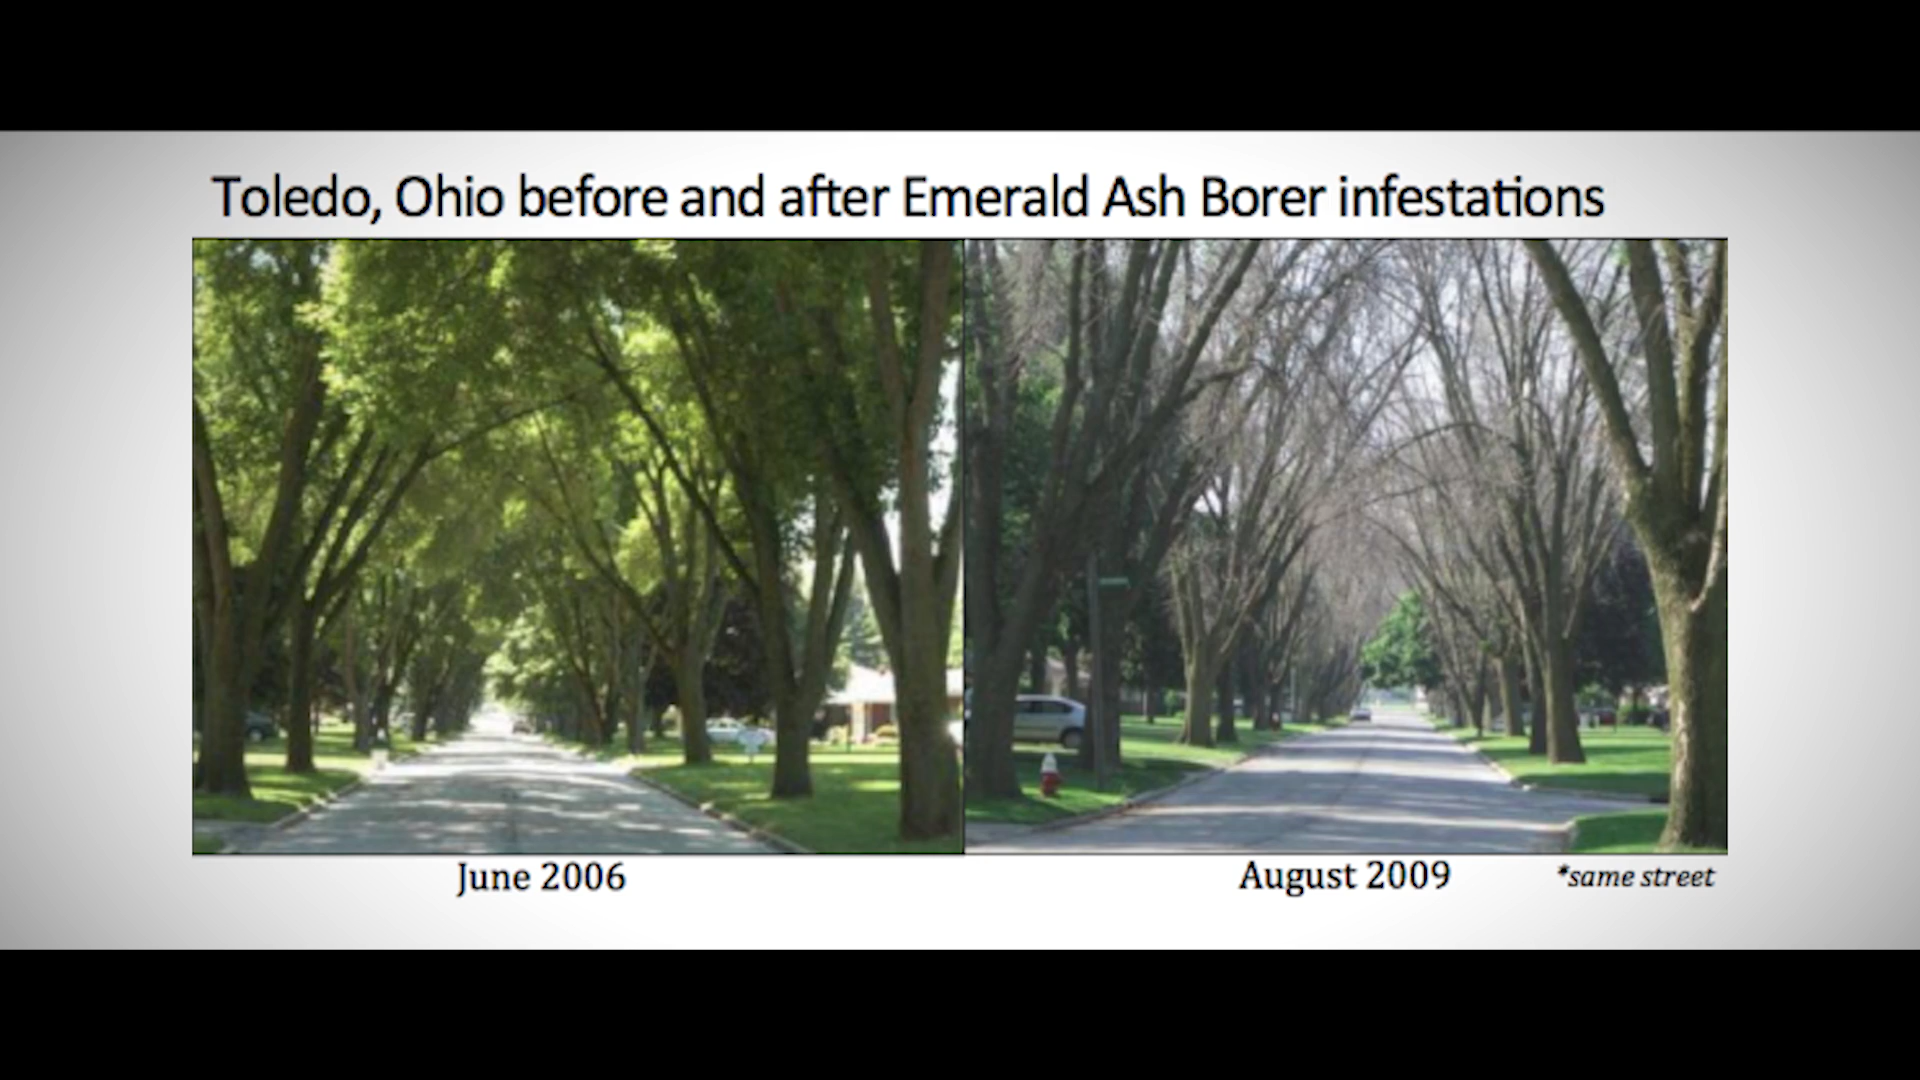 Toledo, Ohio before and after Emerald Ash Borer infestations
June 2006
August 2009
*same street